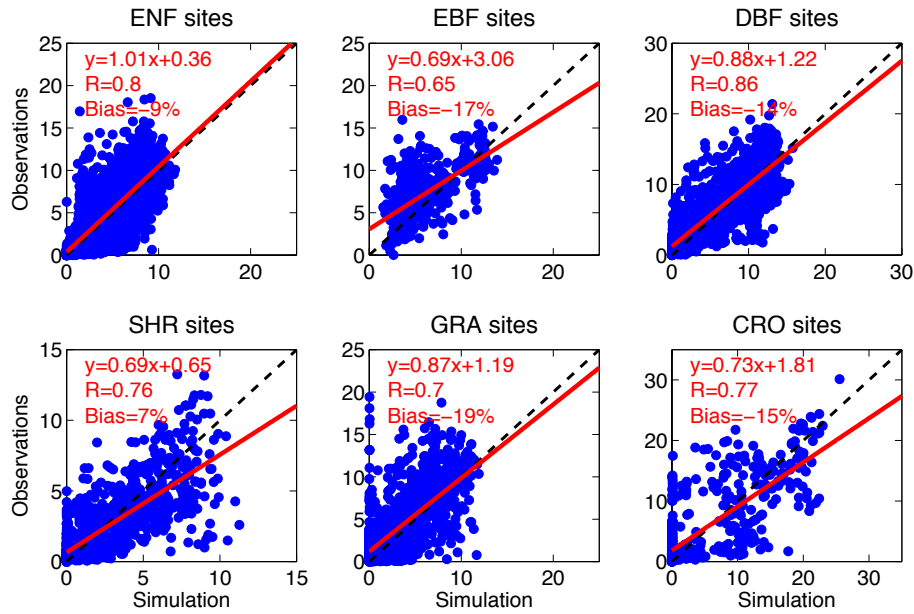 ENF sites
EBF sites
DBF sites
25
20
15
10
5
0
0
10
20
Observations
y=1.01x+0.36
R=0.8
Bias=−9%
25
20
15
10
5
0
0
10
20
y=0.69x+3.06
R=0.65
Bias=−17%
30
20
10
0
0
10
20
30
y=0.88x+1.22
R=0.86
Bias=−14%
SHR sites
GRA sites
CRO sites
15
10
5
0
0
5
10
15
Observations
Simulation
y=0.69x+0.65
R=0.76
Bias=7%
25
20
15
10
5
0
0
10
20
Simulation
y=0.87x+1.19
R=0.7
Bias=−19%
30
20
10
0
0
10
20
30
Simulation
y=0.73x+1.81
R=0.77
Bias=−15%